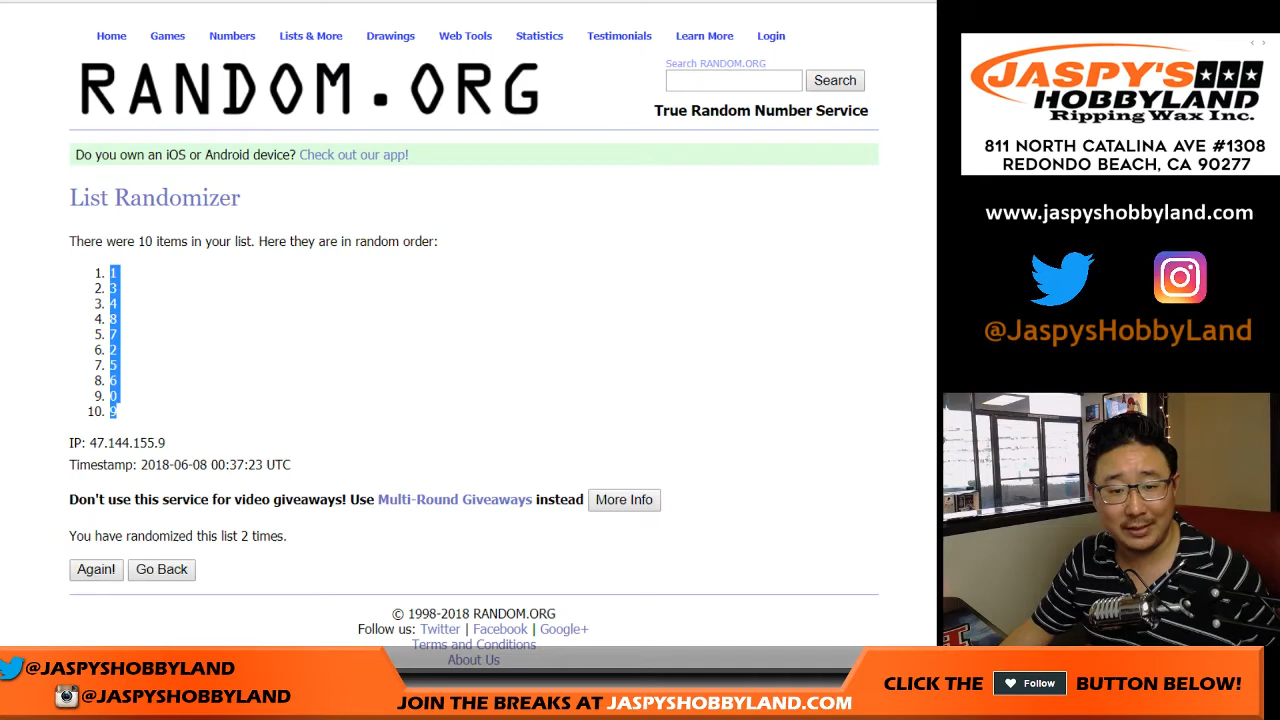 Home Games Numbers Lists & More Drawings Web Tools Statistics Testimonials Learn More Login
RANDOM.ORG
Search RANDOM.ORG
Search
True Random Number Service
Do you own an iOS or Android device? Check out our app!
List Randomizer
There were 10 items in your list. Here they are in random order:
1. 1
2. 3
3. 4
4. 8
5. 7
6. 2
7. 5
8. 6
9. 0
10. 9
IP: 47.144.155.9
Timestamp: 2018-06-08 00:37:23 UTC
Don't use this service for video giveaways! Use Multi-Round Giveaways instead More Info
You have randomized this list 2 times.
Again! Go Back
© 1998-2018 RANDOM.ORG
Follow us: Twitter | Facebook | Google+
Terms and Conditions
About Us
JASPY'S
HOBBYLAND
Ripping Wax Inc.
811 NORTH CATALINA AVE #1308
REDONDO BEACH, CA 90277
www.jaspyshobbyland.com
@JaspysHobbyLand
@JASPYSHOBBYLAND
@JASPYSHOBBYLAND
JOIN THE BREAKS AT JASPYSHOBBYLAND.COM
CLICK THE Follow BUTTON BELOW!